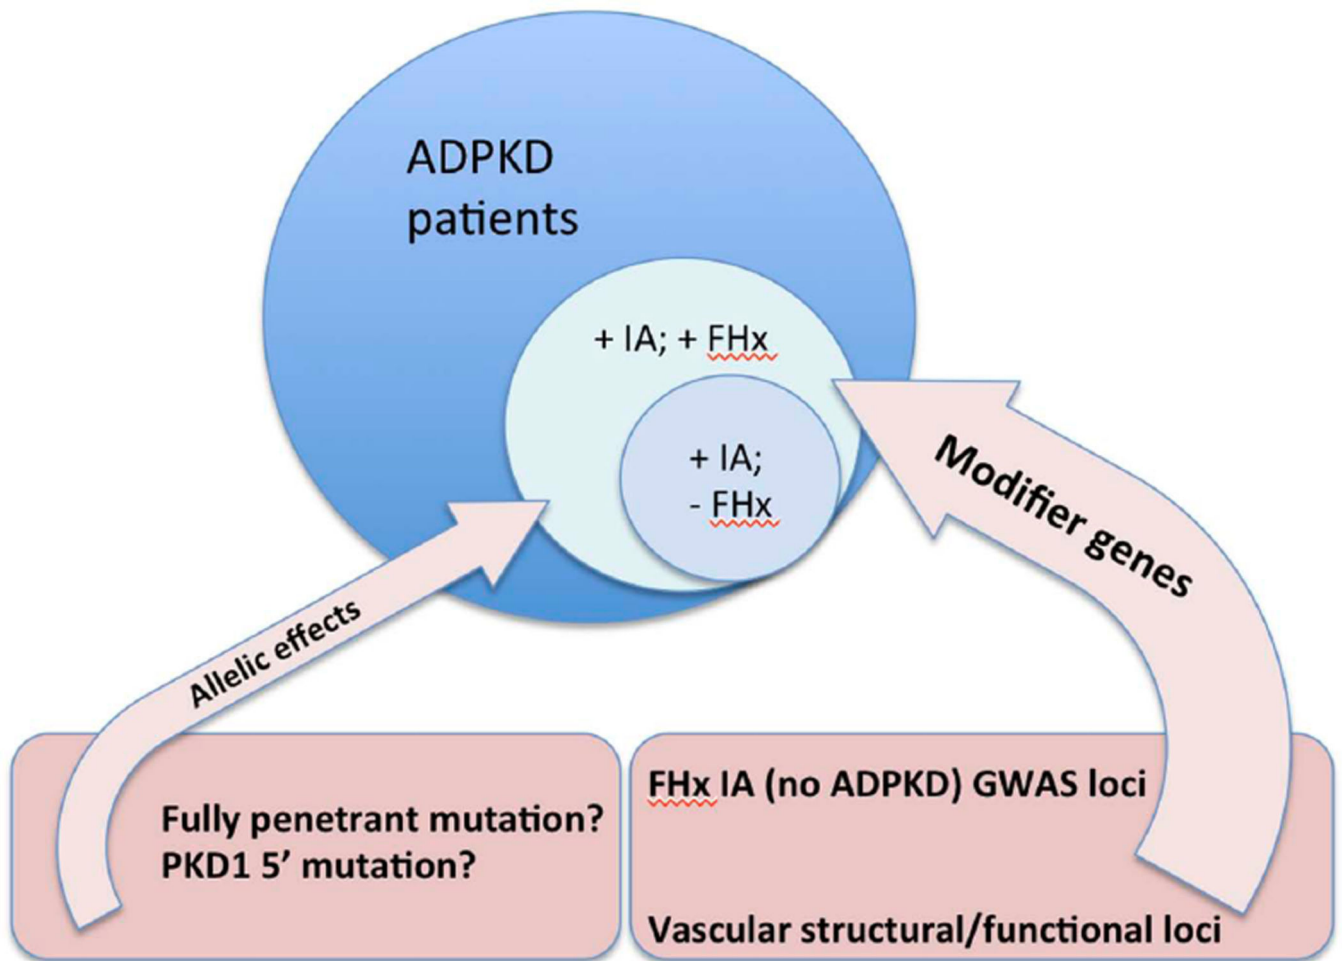 ADPKD
patients
+ IA; + FHx
+ IA;
- FHx
Modifier genes
Allelic effects
Fully penetrant mutation?
PKD1 5’ mutation?
FHx IA (no ADPKD) GWAS loci
Vascular structural/functional loci